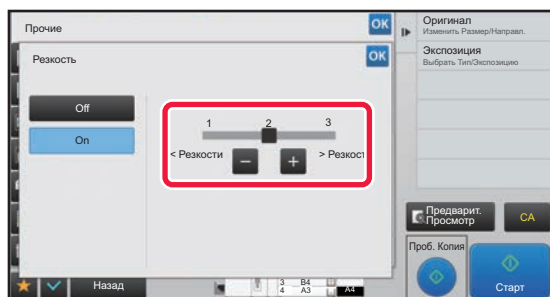 Прочие
OK
Резкость
OK
Off
On
1 2 3
< Резкости
> Резкост
Назад
3 B4
4 A3
A4
Оригинал
Изменить Размер/Направл.
Экспозиция
Выбрать Тип/Экспозицию
Предварит.
Просмотр
CA
Проб. Копия
Старт